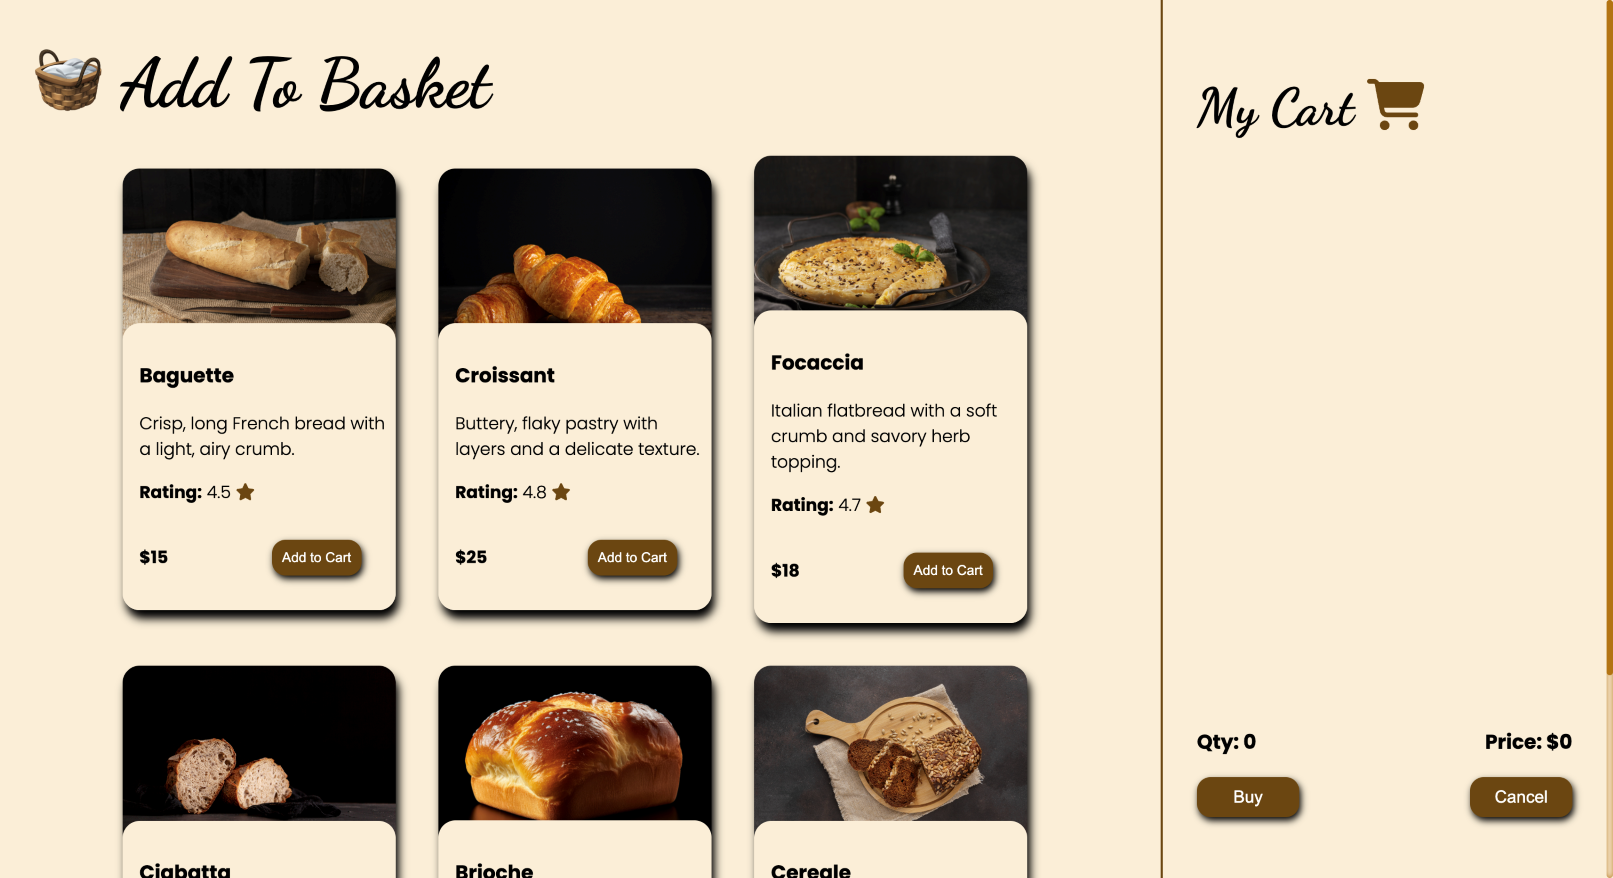 Add To Basket
My Cart
Baguette
Crisp, long French bread with
a light, airy crumb.
Rating: 4.5
$15
Add to Cart
Croissant
Buttery, flaky pastry with
layers and a delicate texture.
Rating: 4.8
$25
Add to Cart
Focaccia
Italian flatbread with a soft
crumb and savory herb
topping.
Rating: 4.7
$18
Add to Cart
Ciabatta
Brioche
Cereale
Qty: 0
Price: $0
Buy
Cancel